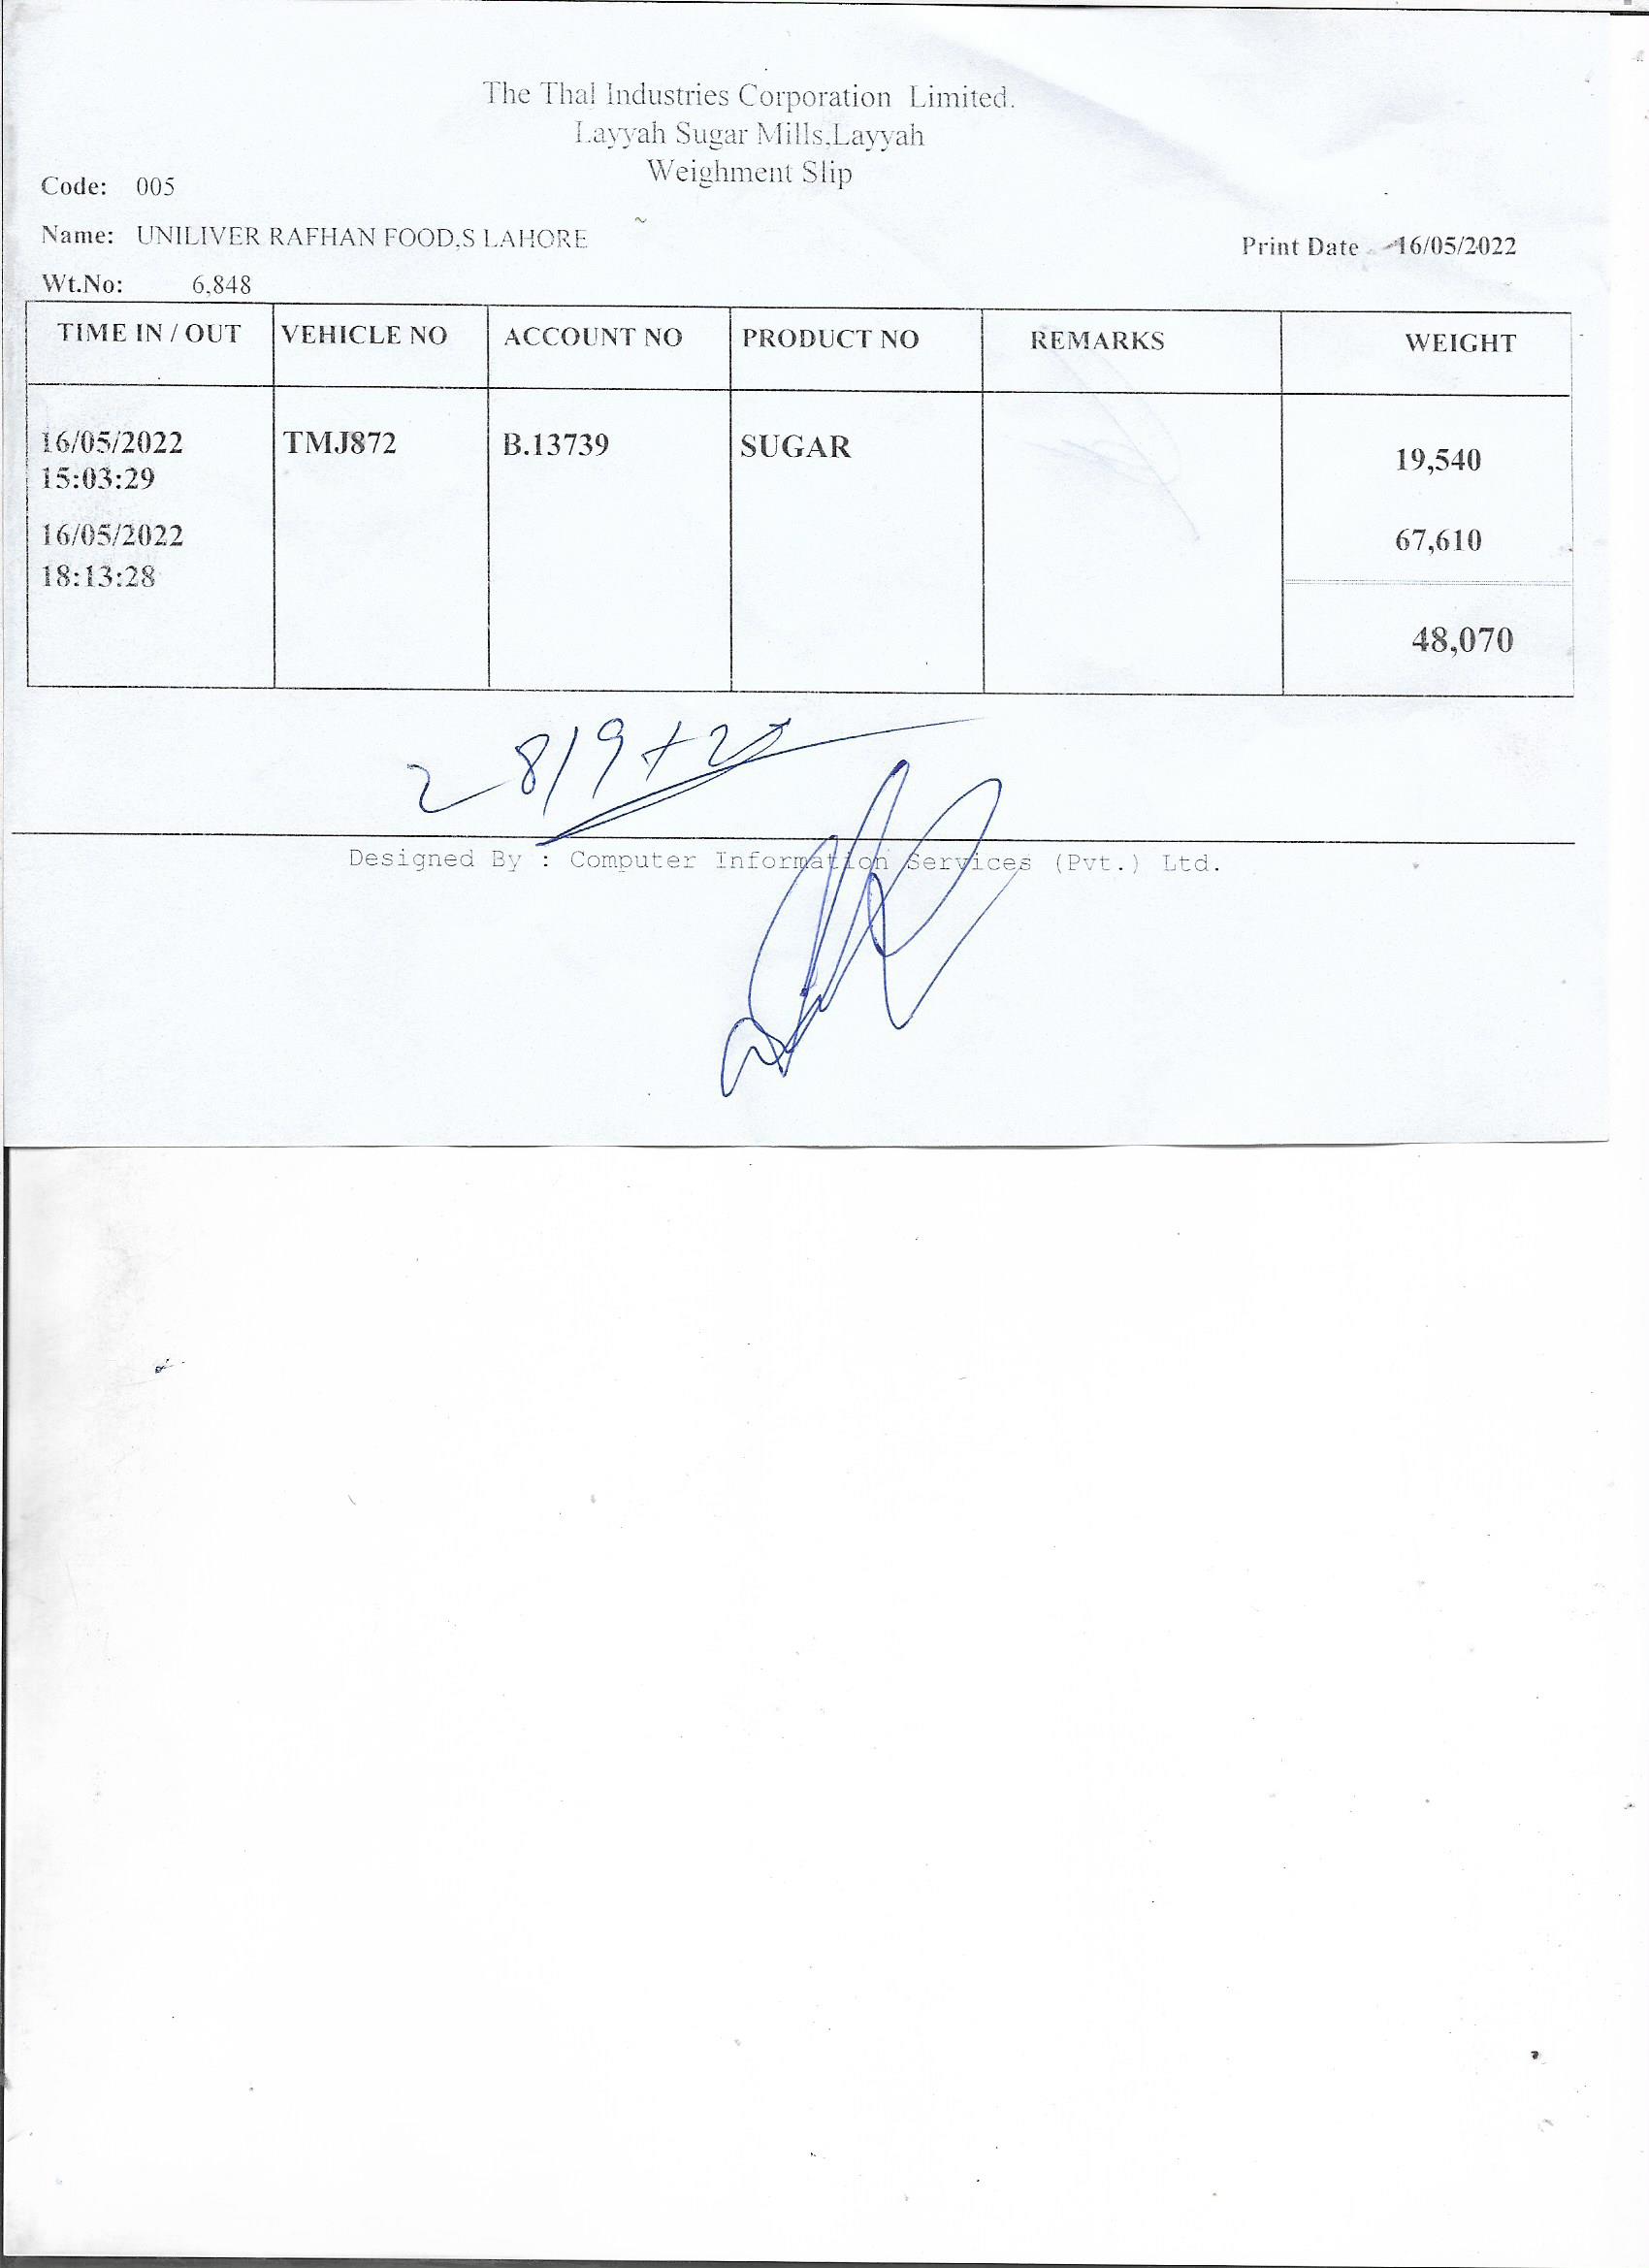 The Thal Industries Corporation Limited.
Layyah Sugar Mills,Layyah
Weighment Slip
Code: 005
Name: UNILIVER RAFHAN FOOD,S LAHORE
Print Date 16/05/2022
Wt.No: 6,848
TIME IN / OUT VEHICLE NO ACCOUNT NO PRODUCT NO REMARKS WEIGHT
16/05/2022 TMJ872 B.13739 SUGAR 19,540
15:03:29
16/05/2022 67,610
18:13:28
48,070
Designed By : Computer Information Services (Pvt.) Ltd.